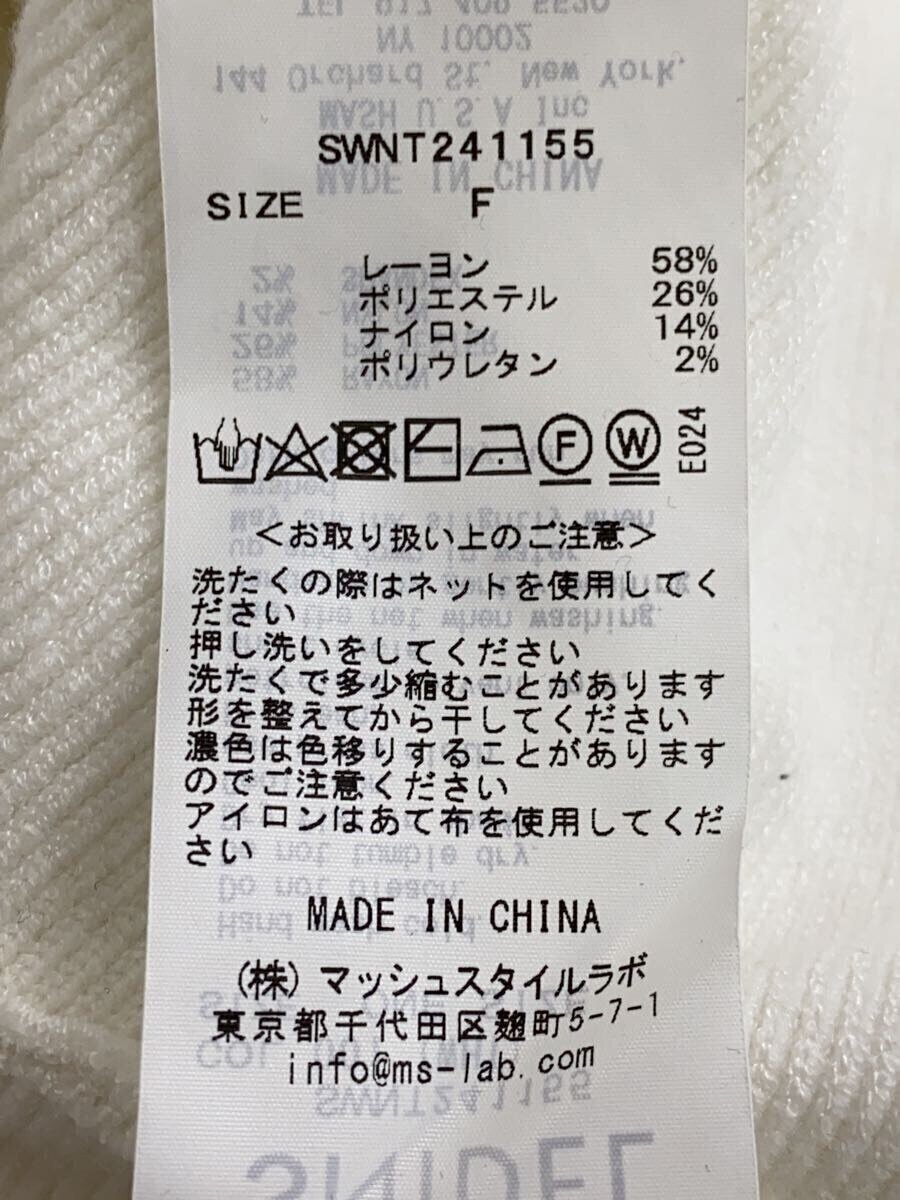 SWNT241155
SIZE F
レーヨン 58%
ポリエステル 26%
ナイロン 14%
ポリウレタン 2%
F W E024
<お取り扱い上のご注意>
洗たくの際はネットを使用してく
ださい
押し洗いをしてください
洗たくで多少縮むことがあります
形を整えてから干してください
濃色は色移りすることがあります
のでご注意ください
アイロンはあて布を使用してくだ
さい
MADE IN CHINA
(株)マッシュスタイルラボ
東京都千代田区麹町5-7-1
info@ms-lab.com